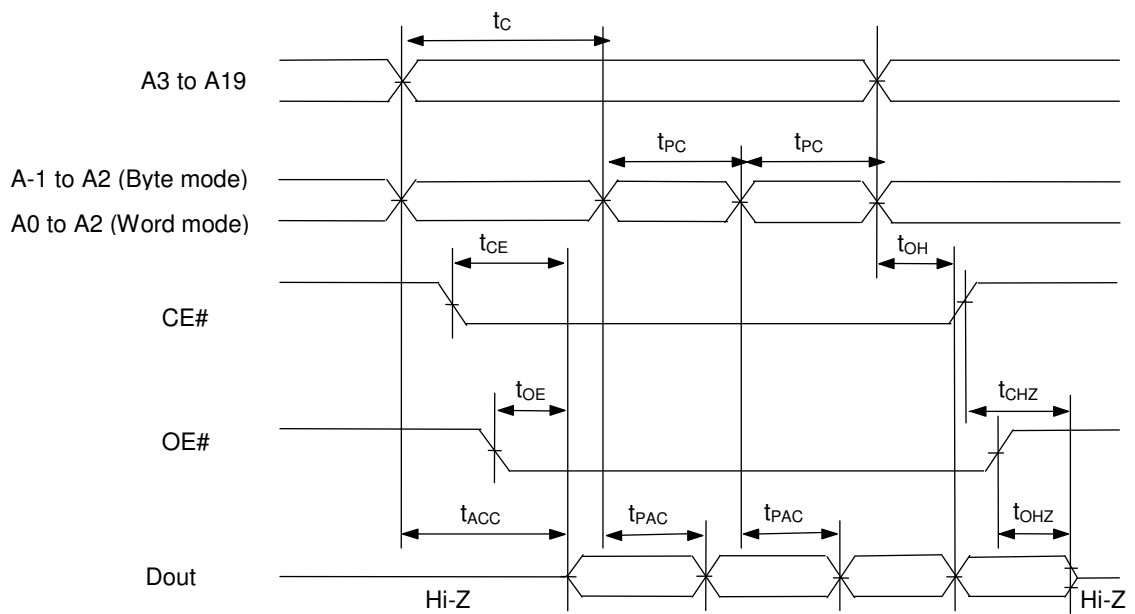 tC
A3 to A19
tPC tPC
A-1 to A2 (Byte mode)
A0 to A2 (Word mode)
tCE tOH
CE#
tOE tCHZ
OE#
tACC tPAC tPAC tOHZ
Dout
Hi-Z Hi-Z